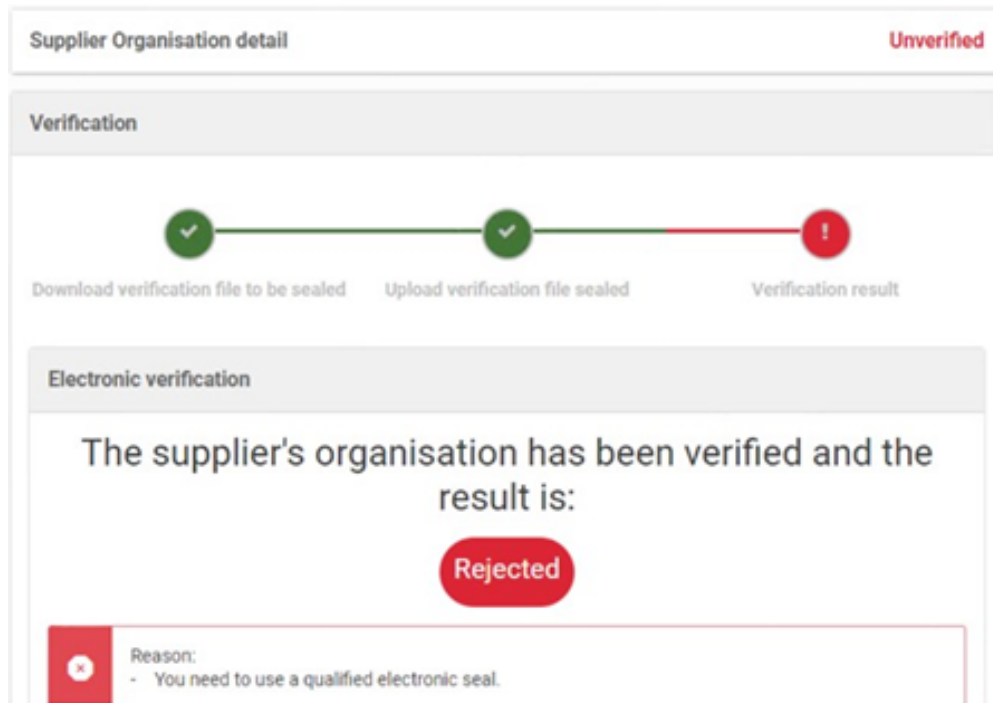 Supplier Organisation detail Unverified
Verification
Download verification file to be sealed Upload verification file sealed Verification result
Electronic verification
The supplier's organisation has been verified and the
result is:
Rejected
Reason:
- You need to use a qualified electronic seal.